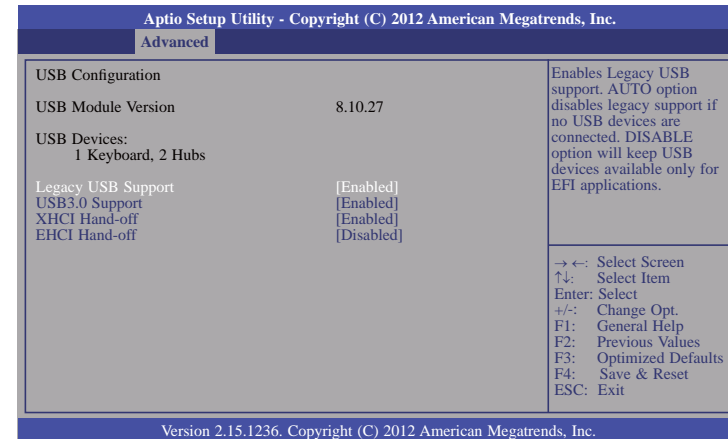 Aptio Setup Utility - Copyright (C) 2012 American Megatrends, Inc.
Advanced
USB Configuration
USB Module Version 8.10.27
USB Devices:
1 Keyboard, 2 Hubs
Legacy USB Support [Enabled]
USB3.0 Support [Enabled]
XHCI Hand-off [Enabled]
EHCI Hand-off [Disabled]
Enables Legacy USB
support. AUTO option
disables legacy support if
no USB devices are
connected. DISABLE
option will keep USB
devices available only for
EFI applications.
→ ←: Select Screen
↑↓: Select Item
Enter: Select
+/-: Change Opt.
F1: General Help
F2: Previous Values
F3: Optimized Defaults
F4: Save & Reset
ESC: Exit
Version 2.15.1236. Copyright (C) 2012 American Megatrends, Inc.